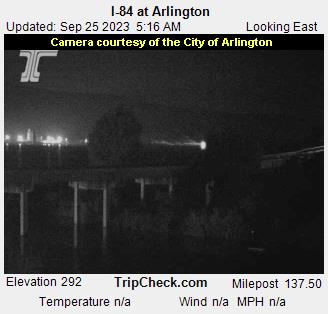 I-84 at Arlington
Updated: Sep 25 2023 5:16 AM Looking East
Camera courtesy of the City of Arlington
Elevation 292 TripCheck.com Milepost 137.50
Temperature n/a Wind n/a MPH n/a